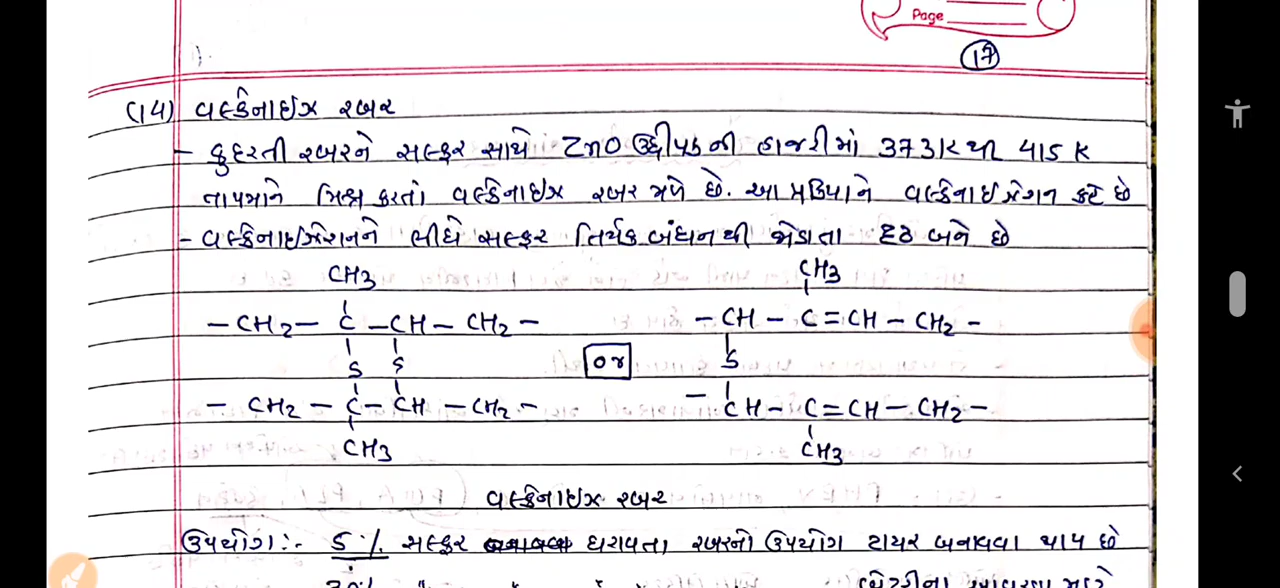 Page
17
(14) વલ્કેનાઇઝ રબર
- કુદરતી રબરને સલ્ફર સાથે ZnO ઉદ્દીપકની હાજરીમાં 373K થી 415 K
તાપમાને મિશ્ર કરતાં વલ્કેનાઇઝ રબર મળે છે. આ પ્રક્રિયાને વલ્કેનાઇઝેશન કહે છે
- વલ્કેનાઇઝેશનને લીધે સલ્ફર તિર્યક બંધનથી જોડાતા દ્રઢ બને છે
CH3 CH3
- CH2 - C - CH - CH2 - - CH - C = CH - CH2 -
S S or S
- CH2 - C - CH - CH2 - - CH - C = CH - CH2 -
CH3 CH3
વલ્કેનાઇઝ રબર
ઉપયોગ:- 5% સલ્ફર ધરાવતા રબરનો ઉપયોગ ટાયર બનાવવા થાય છે